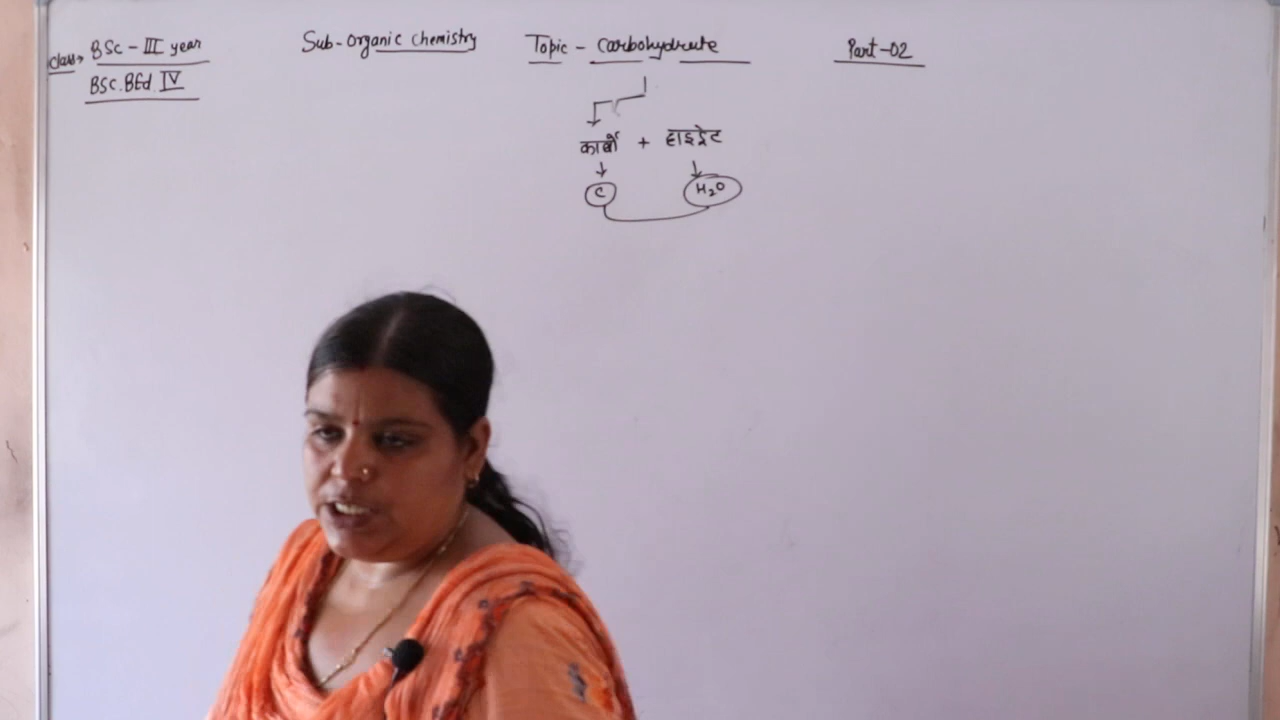 Class→ BSc - III year Sub- Organic Chemistry Topic - Carbohydrate Part-02
BSc. BEd. IV
कार्बो + हाइड्रेट
C H₂O